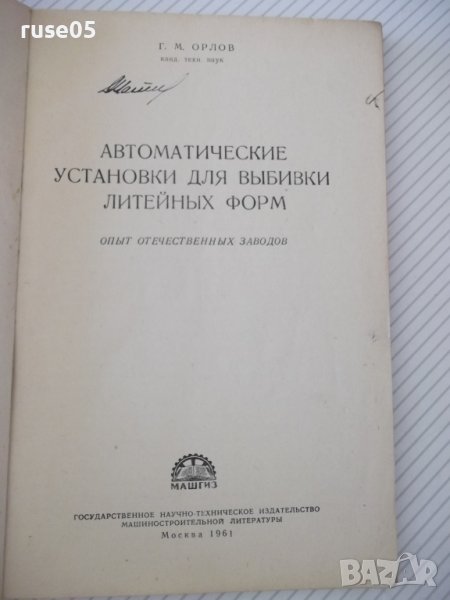 ruse05
Г. М. ОРЛОВ
канд. техн. наук
АВТОМАТИЧЕСКИЕ
УСТАНОВКИ ДЛЯ ВЫБИВКИ
ЛИТЕЙНЫХ ФОРМ
ОПЫТ ОТЕЧЕСТВЕННЫХ ЗАВОДОВ
МАШГИЗ
ГОСУДАРСТВЕННОЕ НАУЧНО-ТЕХНИЧЕСКОЕ ИЗДАТЕЛЬСТВО
МАШИНОСТРОИТЕЛЬНОЙ ЛИТЕРАТУРЫ
Москва 1961
BAZAR